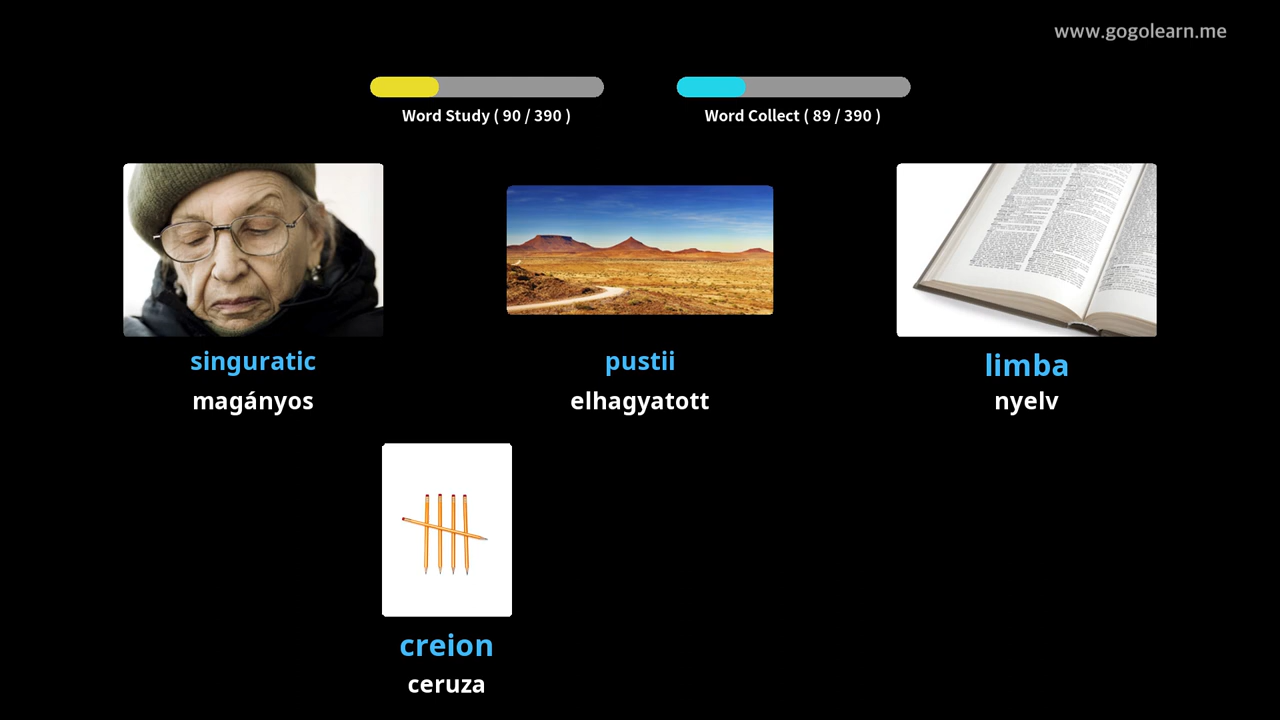 www.gogolearn.me
Word Study ( 90 / 390 )
Word Collect ( 89 / 390 )
singuratic
magányos
pustii
elhagyatott
limba
nyelv
creion
ceruza